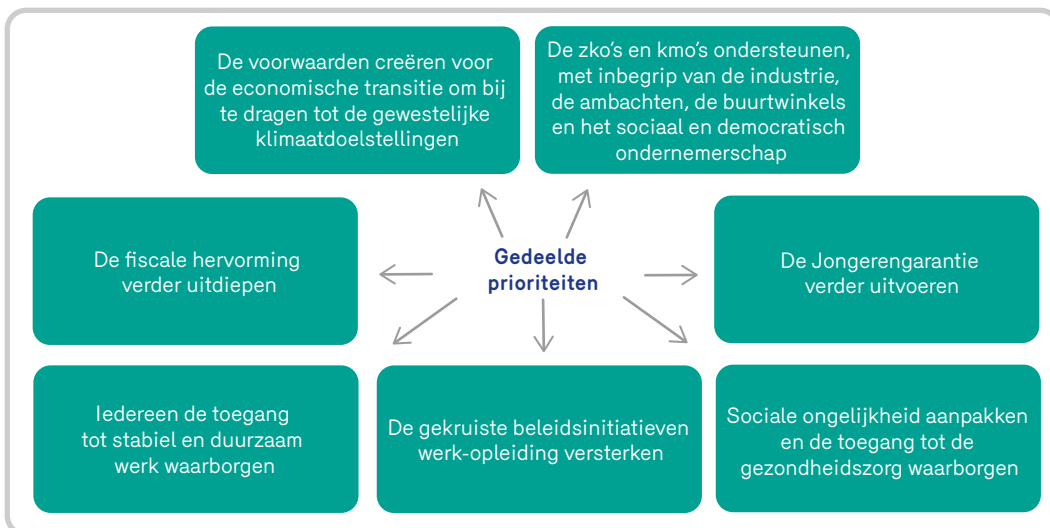 De voorwaarden creëren voor
de economische transitie om bij
te dragen tot de gewestelijke
klimaatdoelstellingen
De zko's en kmo's ondersteunen,
met inbegrip van de industrie,
de ambachten, de buurtwinkels
en het sociaal en democratisch
ondernemerschap
De fiscale hervorming
verder uitdiepen
Gedeelde
prioriteiten
De Jongerengarantie
verder uitvoeren
Iedereen de toegang
tot stabiel en duurzaam
werk waarborgen
De gekruiste beleidsinitiatieven
werk-opleiding versterken
Sociale ongelijkheid aanpakken
en de toegang tot de
gezondheidszorg waarborgen